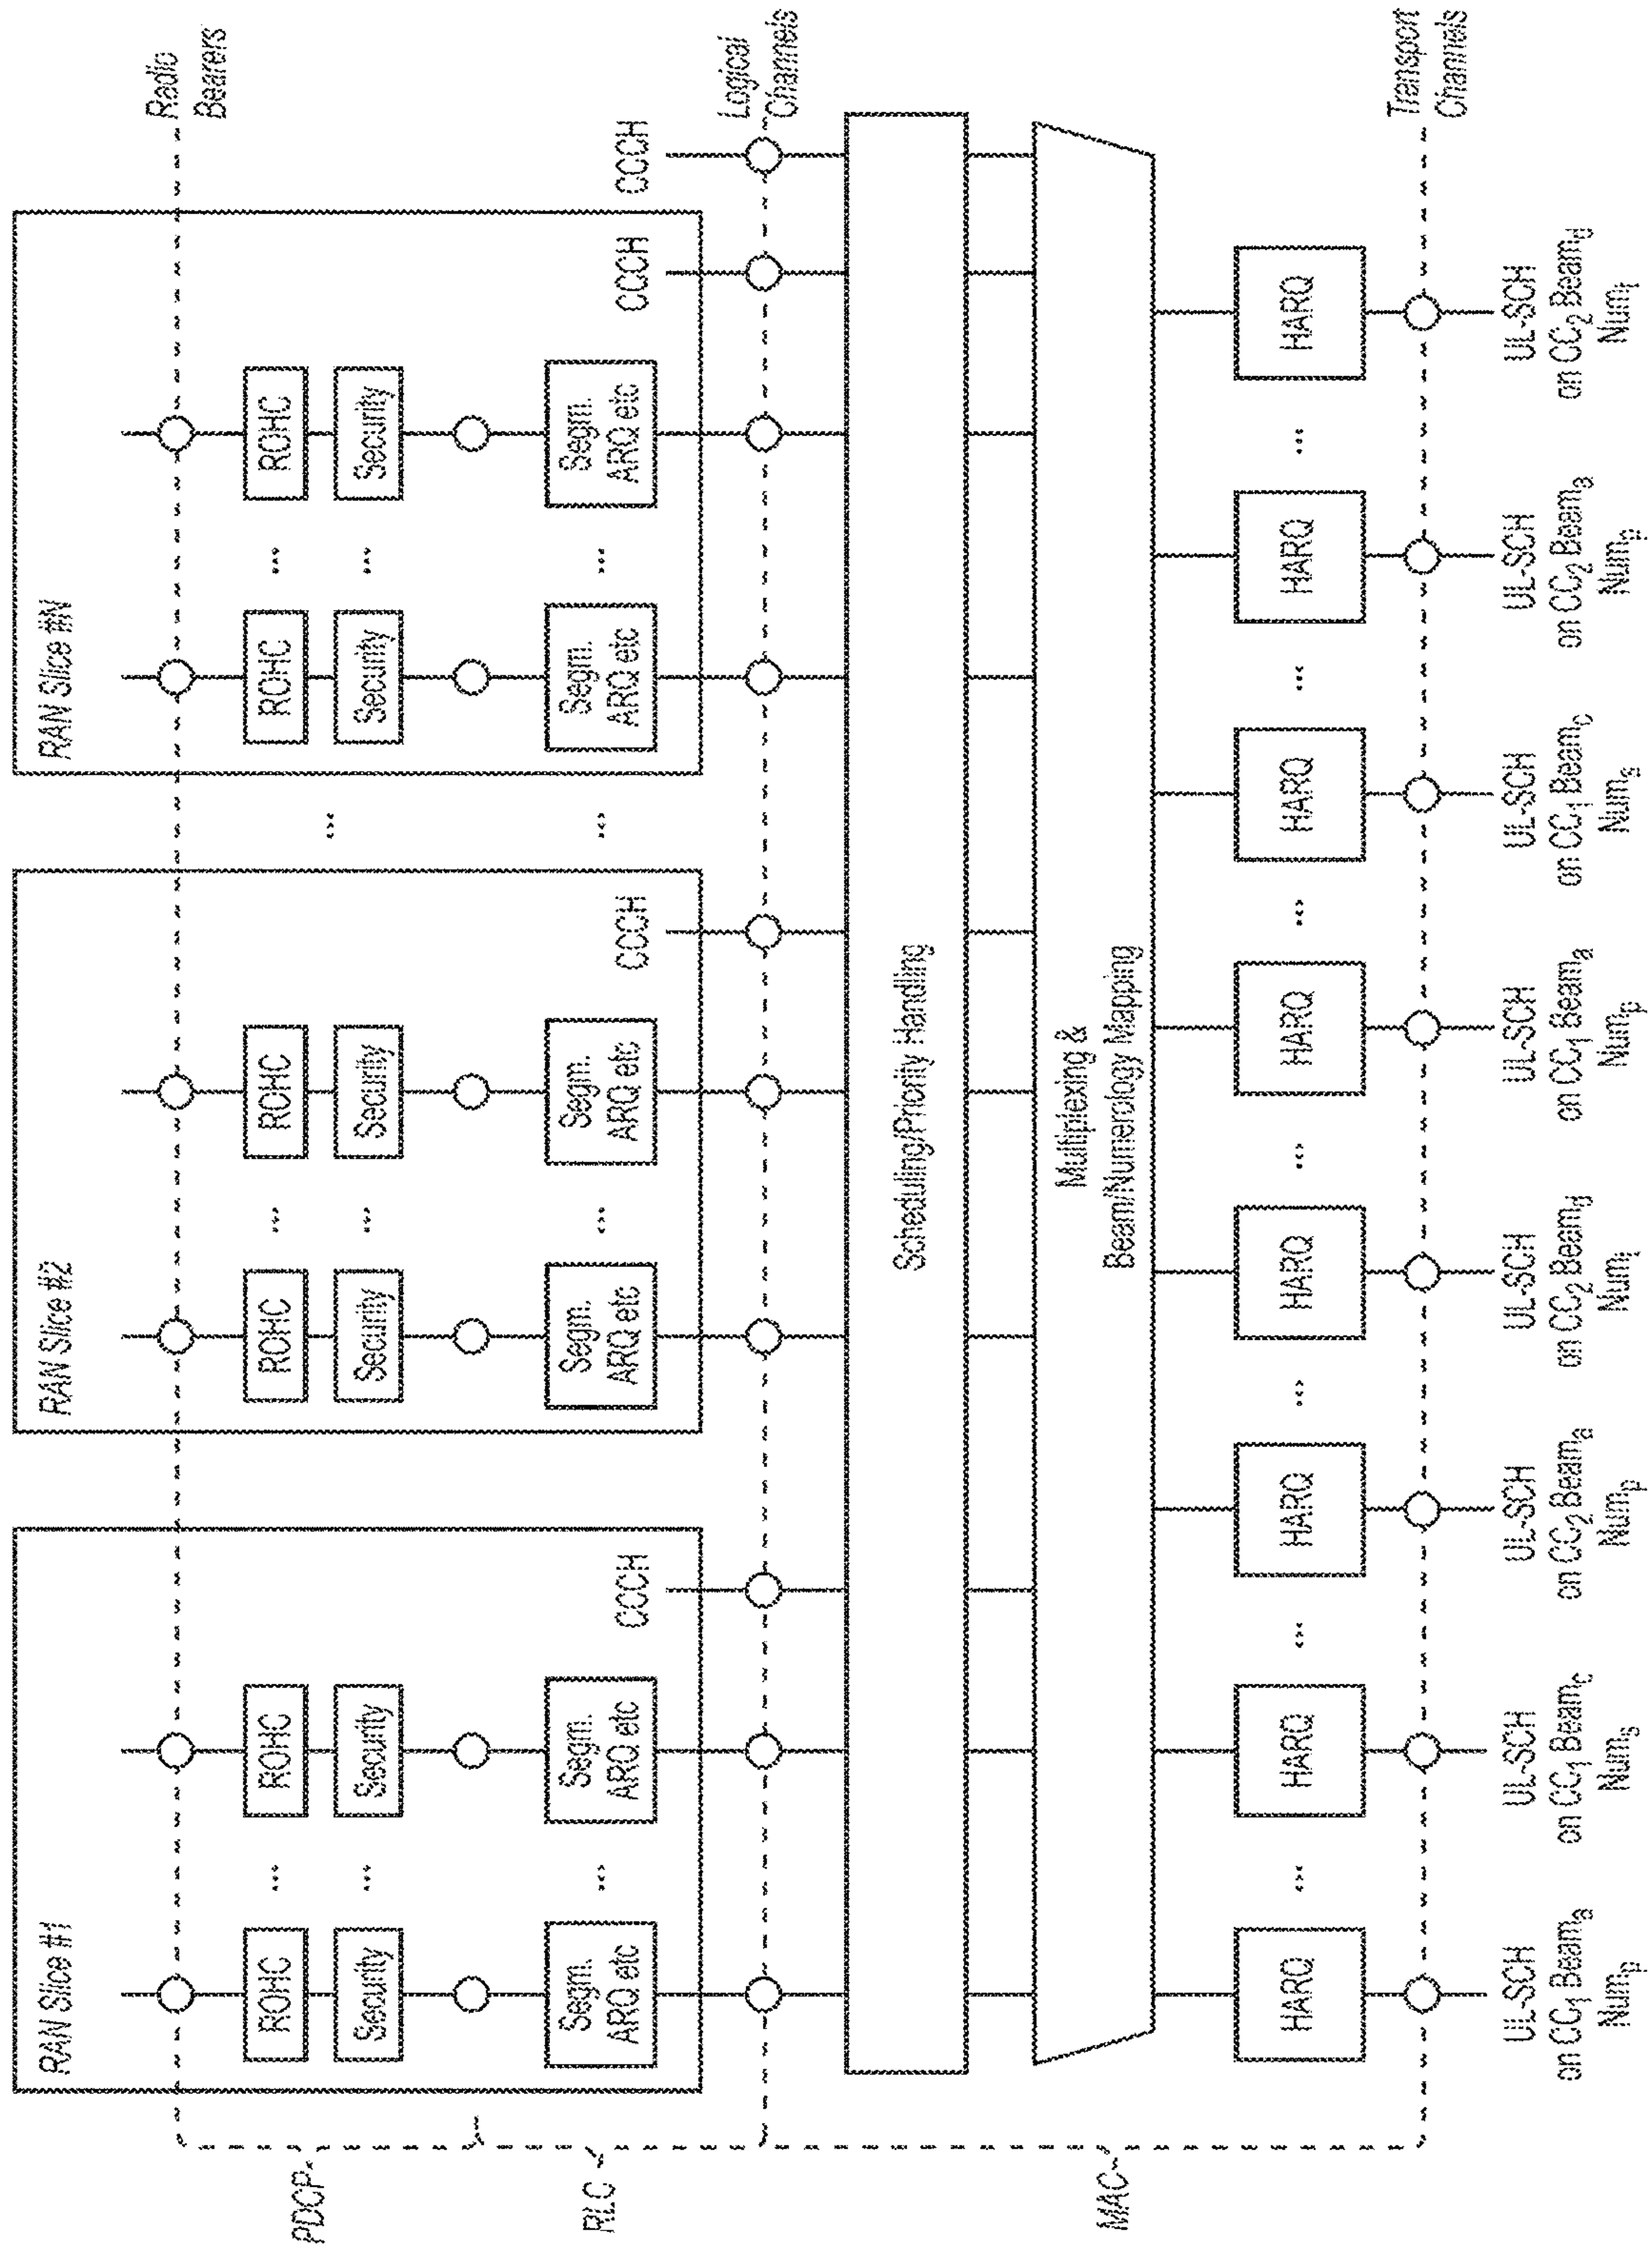 RAN Slice #1
RAN Slice #2
RAN Slice #N
Radio
Bearers
ROHC
...
ROHC
ROHC
...
ROHC
ROHC
...
ROHC
PDCP
Security
...
Security
Security
...
Security
...
Security
...
Security
Segm.
ARQ etc
...
Segm.
ARQ etc
CCCH
Segm.
ARQ etc
...
Segm.
ARQ etc
CCCH
...
Segm.
ARQ etc
...
Segm.
ARQ etc
CCCH
CCCH
RLC
Logical
Channels
Scheduling/Priority Handling
Multiplexing &
Beam/Numerology Mapping
MAC
HARQ
...
HARQ
...
HARQ
...
HARQ
...
HARQ
...
HARQ
...
HARQ
...
HARQ
Transport
Channels
UL-SCH
on CC1 Beama
Nump
UL-SCH
on CC1 Beamc
Nums
UL-SCH
on CC2 Beama
Nump
UL-SCH
on CC2 Beamd
Numt
UL-SCH
on CC1 Beama
Nump
UL-SCH
on CC1 Beamc
Nums
UL-SCH
on CC2 Beama
Nump
UL-SCH
on CC2 Beamd
Numt